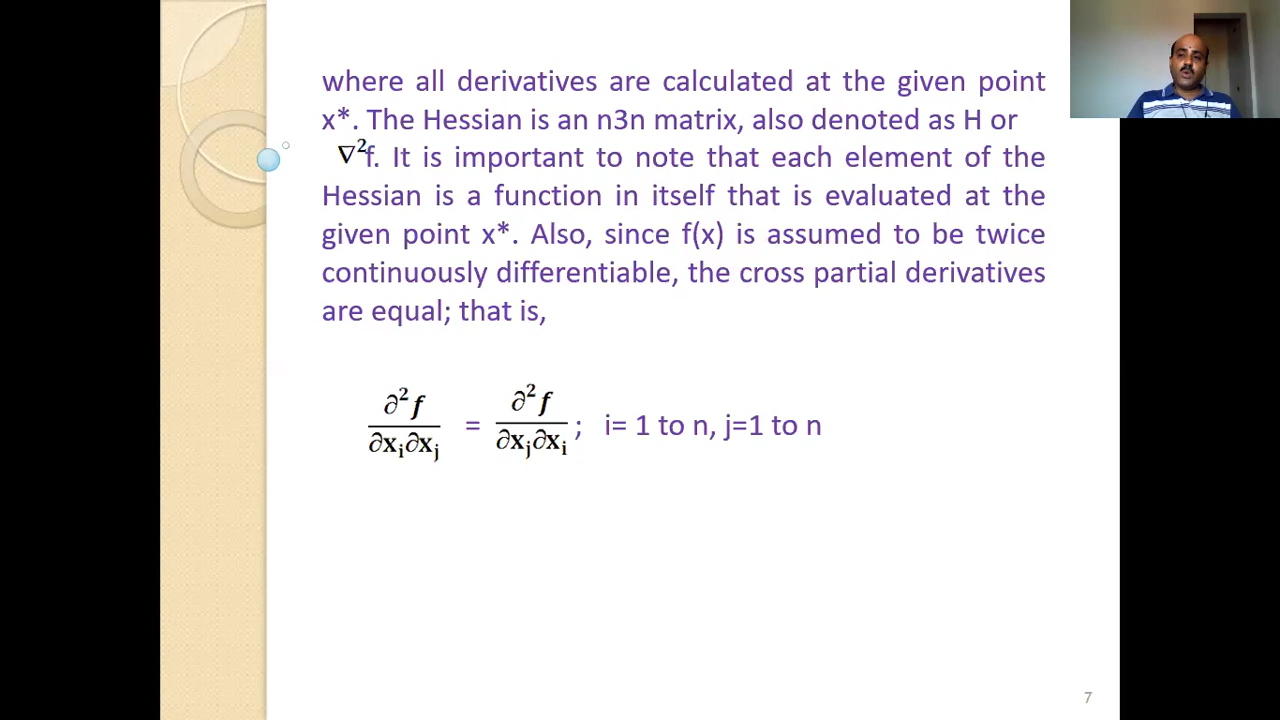 where all derivatives are calculated at the given point
x*. The Hessian is an n3n matrix, also denoted as H or
∇²f. It is important to note that each element of the
Hessian is a function in itself that is evaluated at the
given point x*. Also, since f(x) is assumed to be twice
continuously differentiable, the cross partial derivatives
are equal; that is,
∂²f/∂xᵢ∂xⱼ = ∂²f/∂xⱼ∂xᵢ ; i= 1 to n, j=1 to n
7